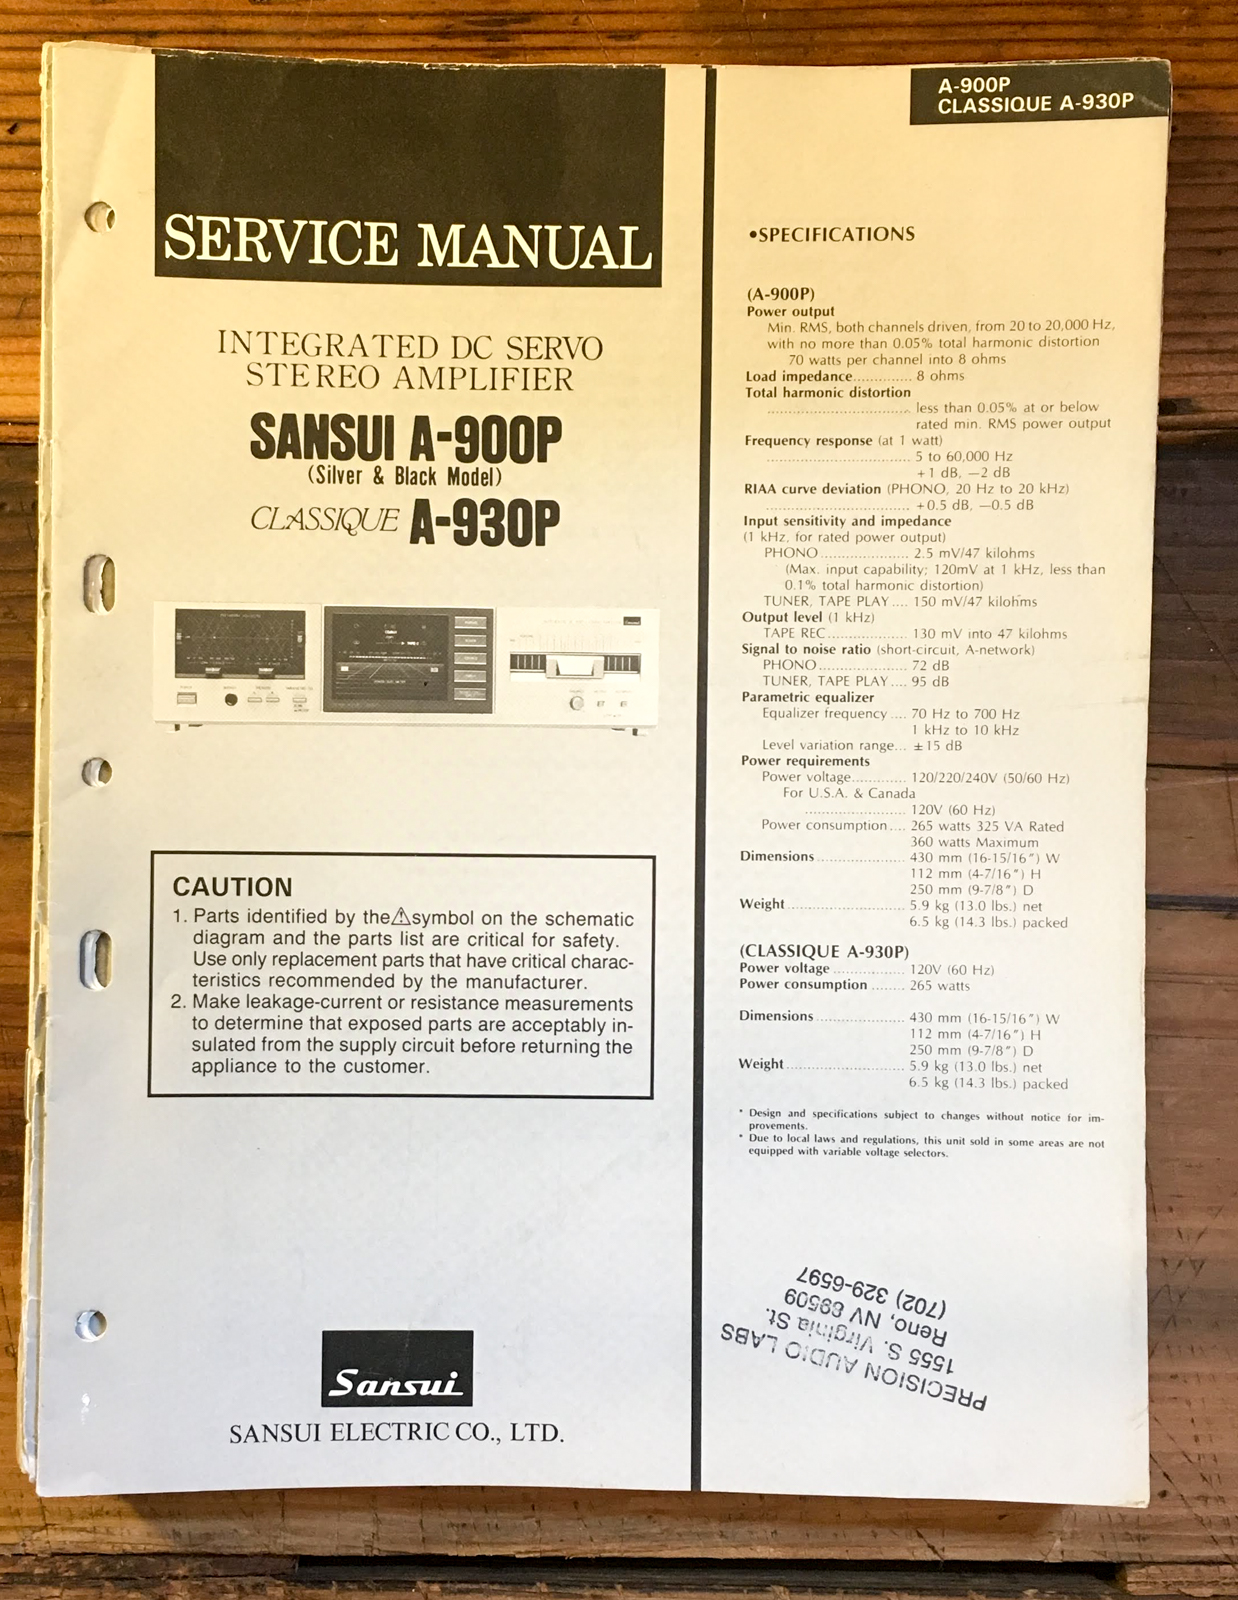 SERVICE MANUAL
INTEGRATED DC SERVO
STEREO AMPLIFIER
SANSUI A-900P
(Silver & Black Model)
CLASSIQUE A-930P
CAUTION
1. Parts identified by the ⚠ symbol on the schematic
diagram and the parts list are critical for safety.
Use only replacement parts that have critical charac-
teristics recommended by the manufacturer.
2. Make leakage-current or resistance measurements
to determine that exposed parts are acceptably in-
sulated from the supply circuit before returning the
appliance to the customer.
Sansui
SANSUI ELECTRIC CO., LTD.
A-900P
CLASSIQUE A-930P
•SPECIFICATIONS
(A-900P)
Power output
Min. RMS, both channels driven, from 20 to 20,000 Hz,
with no more than 0.05% total harmonic distortion
70 watts per channel into 8 ohms
Load impedance............. 8 ohms
Total harmonic distortion
................................ less than 0.05% at or below
rated min. RMS power output
Frequency response (at 1 watt)
................................ 5 to 60,000 Hz
+1 dB, −2 dB
RIAA curve deviation (PHONO, 20 Hz to 20 kHz)
................................ +0.5 dB, −0.5 dB
Input sensitivity and impedance
(1 kHz, for rated power output)
PHONO................... 2.5 mV/47 kilohms
(Max. input capability; 120mV at 1 kHz, less than
0.1% total harmonic distortion)
TUNER, TAPE PLAY.... 150 mV/47 kilohms
Output level (1 kHz)
TAPE REC................. 130 mV into 47 kilohms
Signal to noise ratio (short-circuit, A-network)
PHONO................... 72 dB
TUNER, TAPE PLAY.... 95 dB
Parametric equalizer
Equalizer frequency.... 70 Hz to 700 Hz
1 kHz to 10 kHz
Level variation range... ±15 dB
Power requirements
Power voltage............ 120/220/240V (50/60 Hz)
For U.S.A. & Canada
...................... 120V (60 Hz)
Power consumption.... 265 watts 325 VA Rated
360 watts Maximum
Dimensions.................... 430 mm (16-15/16″) W
112 mm (4-7/16″) H
250 mm (9-7/8″) D
Weight.......................... 5.9 kg (13.0 lbs.) net
6.5 kg (14.3 lbs.) packed
(CLASSIQUE A-930P)
Power voltage................ 120V (60 Hz)
Power consumption........ 265 watts
Dimensions.................... 430 mm (16-15/16″) W
112 mm (4-7/16″) H
250 mm (9-7/8″) D
Weight.......................... 5.9 kg (13.0 lbs.) net
6.5 kg (14.3 lbs.) packed
* Design and specifications subject to changes without notice for im-
provements.
* Due to local laws and regulations, this unit sold in some areas are not
equipped with variable voltage selectors.
PRECISION AUDIO LABS
1555 S. Virginia St.
Reno, NV 89509
(702) 329-6597